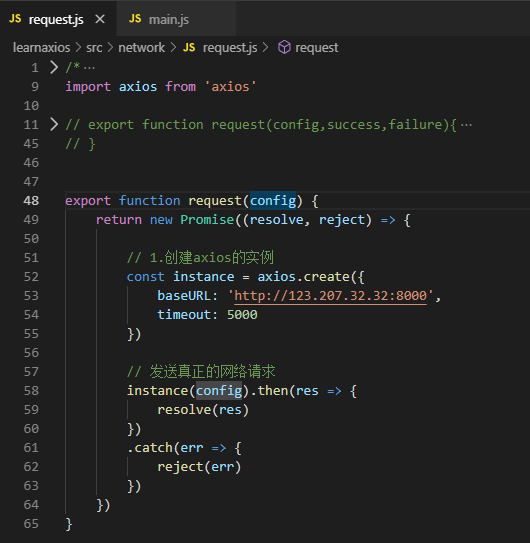 JS request.js ×
JS main.js
learnaxios > src > network > JS request.js > request
1 /* ···
9 import axios from 'axios'
10
11 // export function request(config,success,failure){ ···
45 // }
46
47
48 export function request(config) {
49 return new Promise((resolve, reject) => {
50
51 // 1.创建axios的实例
52 const instance = axios.create({
53 baseURL: 'http://123.207.32.32:8000',
54 timeout: 5000
55 })
56
57 // 发送真正的网络请求
58 instance(config).then(res => {
59 resolve(res)
60 })
61 .catch(err => {
62 reject(err)
63 })
64 })
65 }